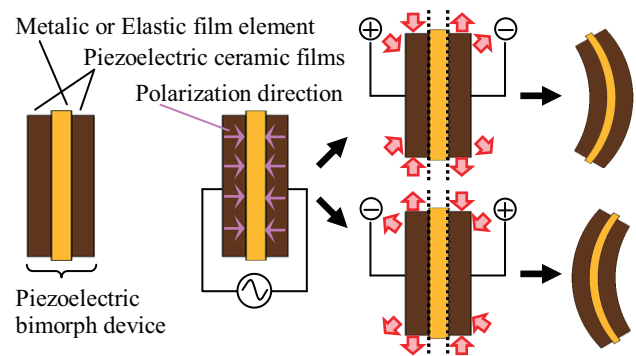 Metalic or Elastic film element
Piezoelectric ceramic films
Polarization direction
+
−
−
+
Piezoelectric
bimorph device